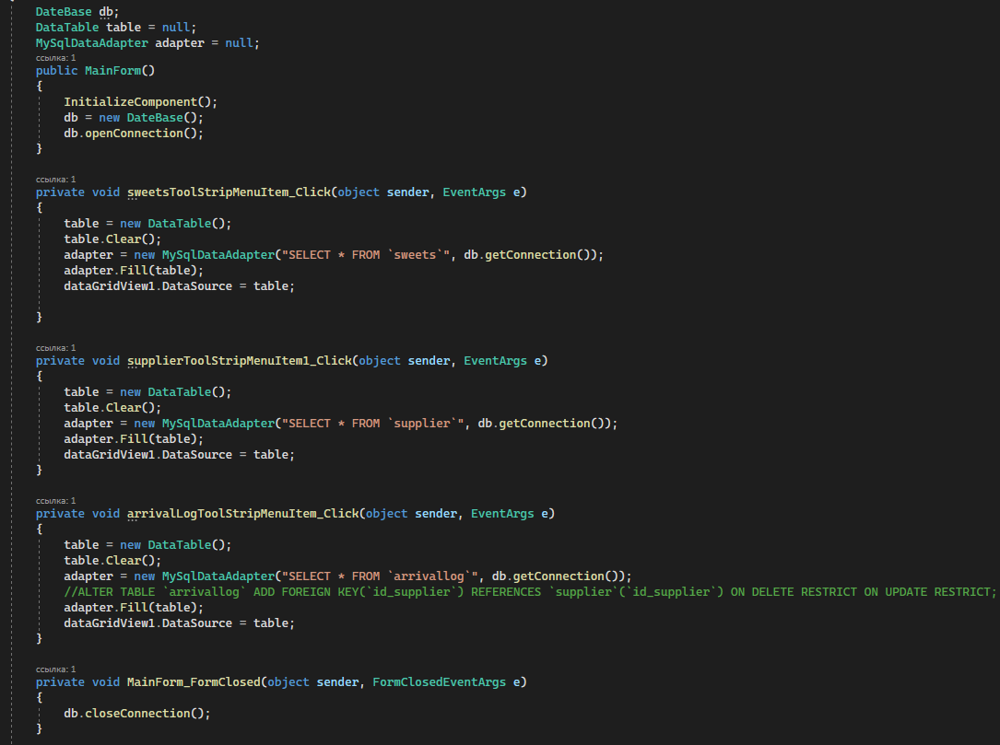 DateBase db;
DataTable table = null;
MySqlDataAdapter adapter = null;
ссылка: 1
public MainForm()
{
    InitializeComponent();
    db = new DateBase();
    db.openConnection();
}
ссылка: 1
private void sweetsToolStripMenuItem_Click(object sender, EventArgs e)
{
    table = new DataTable();
    table.Clear();
    adapter = new MySqlDataAdapter("SELECT * FROM `sweets`", db.getConnection());
    adapter.Fill(table);
    dataGridView1.DataSource = table;
}
ссылка: 1
private void supplierToolStripMenuItem1_Click(object sender, EventArgs e)
{
    table = new DataTable();
    table.Clear();
    adapter = new MySqlDataAdapter("SELECT * FROM `supplier`", db.getConnection());
    adapter.Fill(table);
    dataGridView1.DataSource = table;
}
ссылка: 1
private void arrivalLogToolStripMenuItem_Click(object sender, EventArgs e)
{
    table = new DataTable();
    table.Clear();
    adapter = new MySqlDataAdapter("SELECT * FROM `arrivallog`", db.getConnection());
    //ALTER TABLE `arrivallog` ADD FOREIGN KEY(`id_supplier`) REFERENCES `supplier`(`id_supplier`) ON DELETE RESTRICT ON UPDATE RESTRICT;
    adapter.Fill(table);
    dataGridView1.DataSource = table;
}
ссылка: 1
private void MainForm_FormClosed(object sender, FormClosedEventArgs e)
{
    db.closeConnection();
}